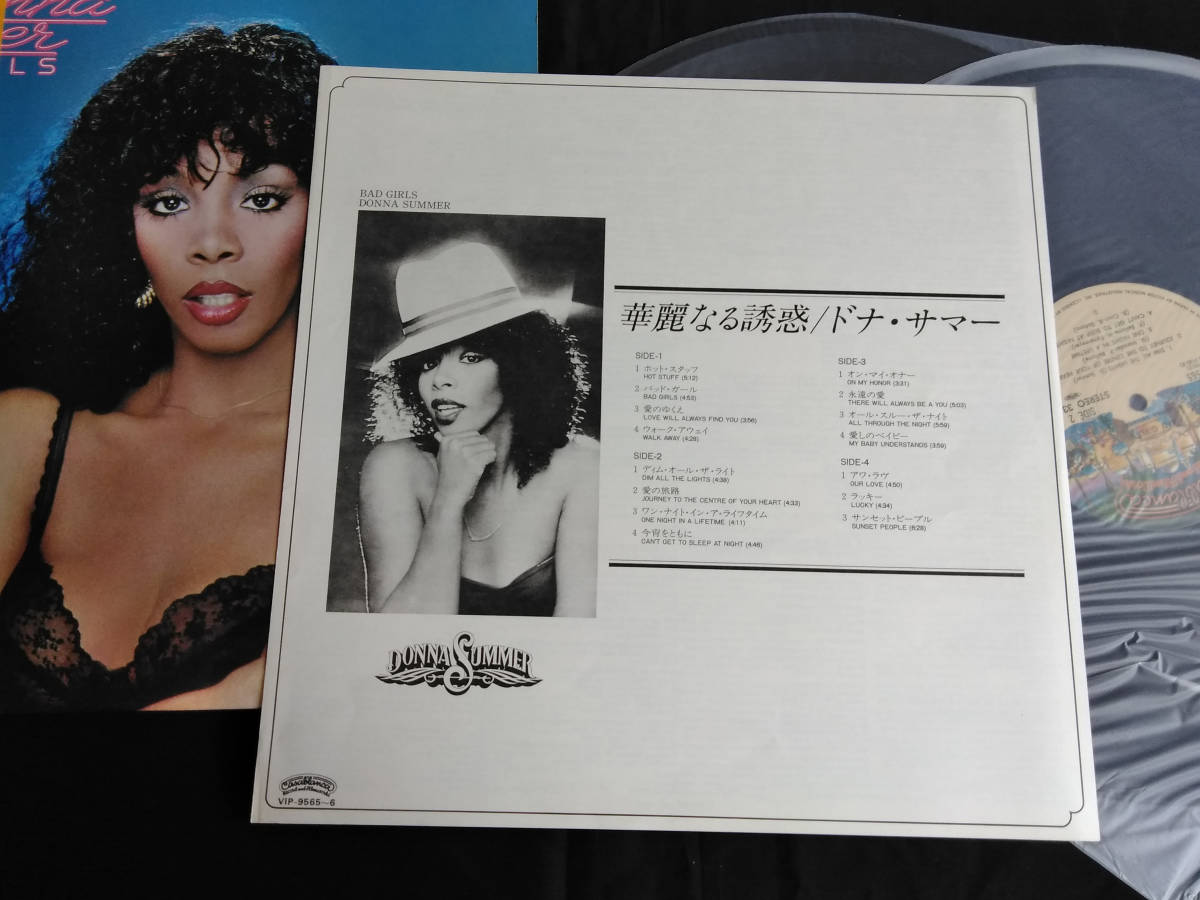 LS
BAD GIRLS
DONNA SUMMER
華麗なる誘惑/ドナ・サマー
SIDE-1
1 ホット・スタッフ
HOT STUFF (5:12)
2 バッド・ガール
BAD GIRLS (4:53)
3 愛のゆくえ
LOVE WILL ALWAYS FIND YOU (3:56)
4 ウォーク・アウェイ
WALK AWAY (4:28)
SIDE-2
1 ディム・オール・ザ・ライト
DIM ALL THE LIGHTS (4:38)
2 愛の旅路
JOURNEY TO THE CENTRE OF YOUR HEART (4:33)
3 ワン・ナイト・イン・ア・ライフタイム
ONE NIGHT IN A LIFETIME (4:11)
4 今宵をともに
CAN'T GET TO SLEEP AT NIGHT (4:46)
SIDE-3
1 オン・マイ・オナー
ON MY HONOR (3:31)
2 永遠の愛
THERE WILL ALWAYS BE A YOU (5:03)
3 オール・スルー・ザ・ナイト
ALL THROUGH THE NIGHT (5:59)
4 愛しのベイビー
MY BABY UNDERSTANDS (3:59)
SIDE-4
1 アワ・ラヴ
OUR LOVE (4:50)
2 ラッキー
LUCKY (4:34)
3 サンセット・ピープル
SUNSET PEOPLE (6:28)
DONNA SUMMER
Casablanca
VIP-9565~6
SIDE 2
STEREO 33